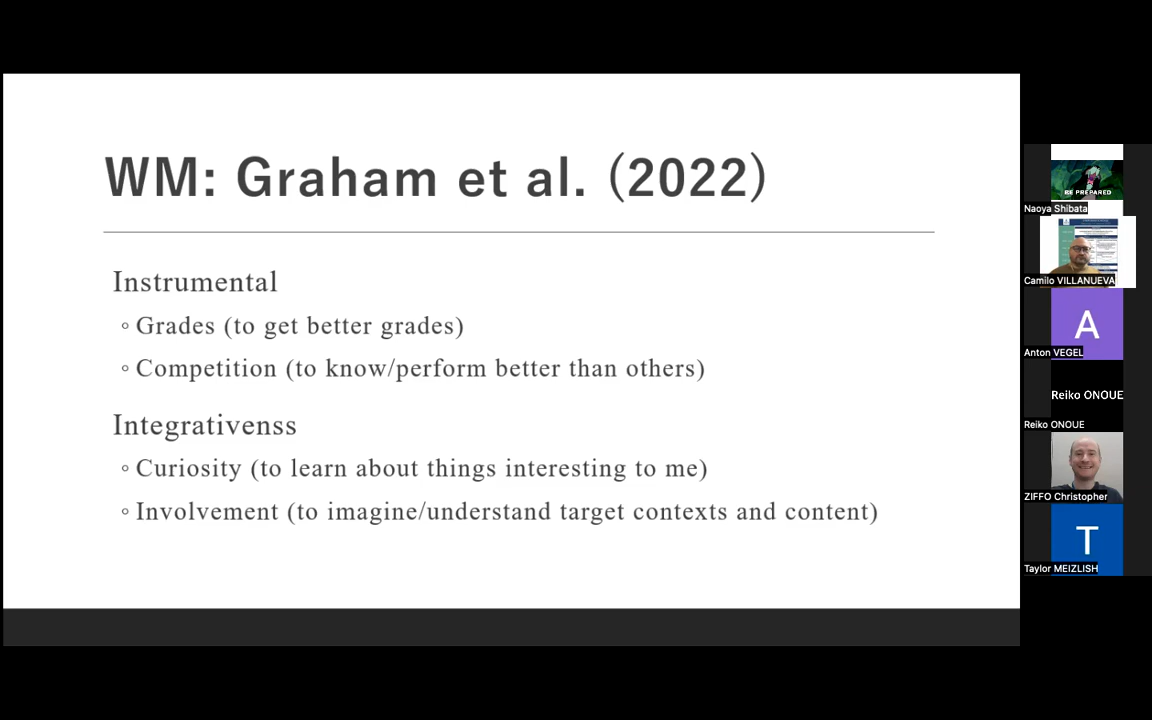 WM: Graham et al. (2022)
Instrumental
◦ Grades (to get better grades)
◦ Competition (to know/perform better than others)
Integrativenss
◦ Curiosity (to learn about things interesting to me)
◦ Involvement (to imagine/understand target contexts and content)
BE PREPARED
Naoya Shibata
Camilo VILLANUEVA
A
Anton VEGEL
Reiko ONOUE
Reiko ONOUE
ZIFFO Christopher
T
Taylor MEIZLISH